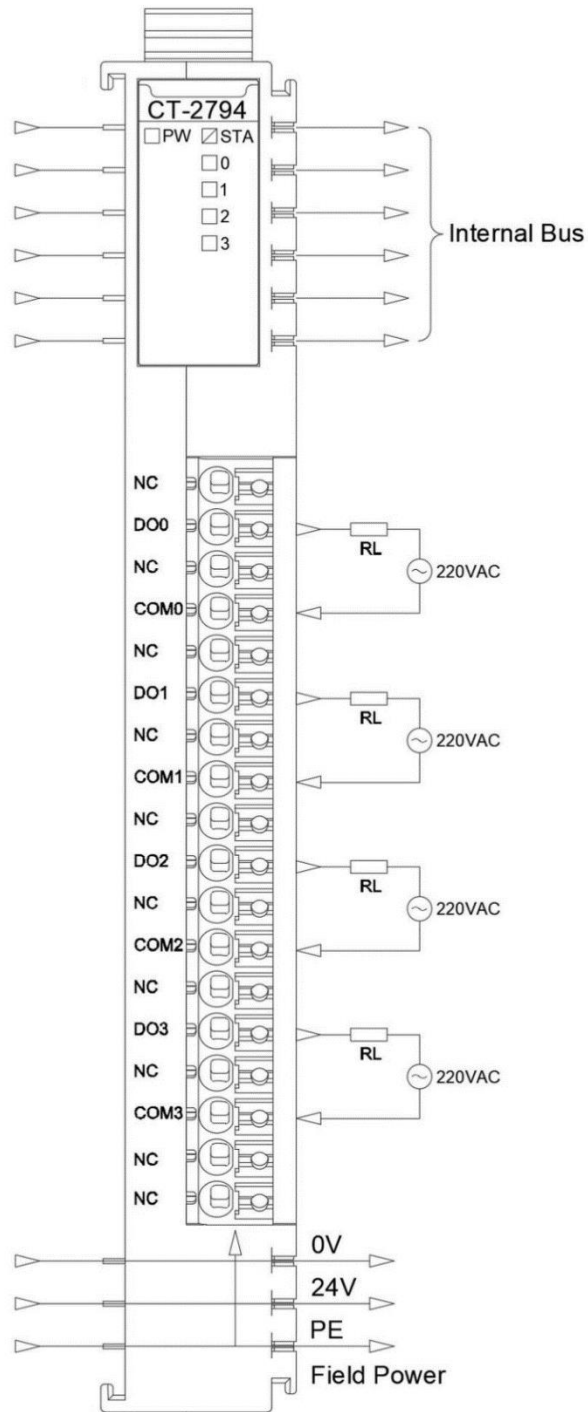 CT-2794
PW STA
0
1
2
3
Internal Bus
NC
DO0
RL
220VAC
NC
COM0
NC
DO1
RL
220VAC
NC
COM1
NC
DO2
RL
220VAC
NC
COM2
NC
DO3
RL
220VAC
NC
COM3
NC
NC
0V
24V
PE
Field Power